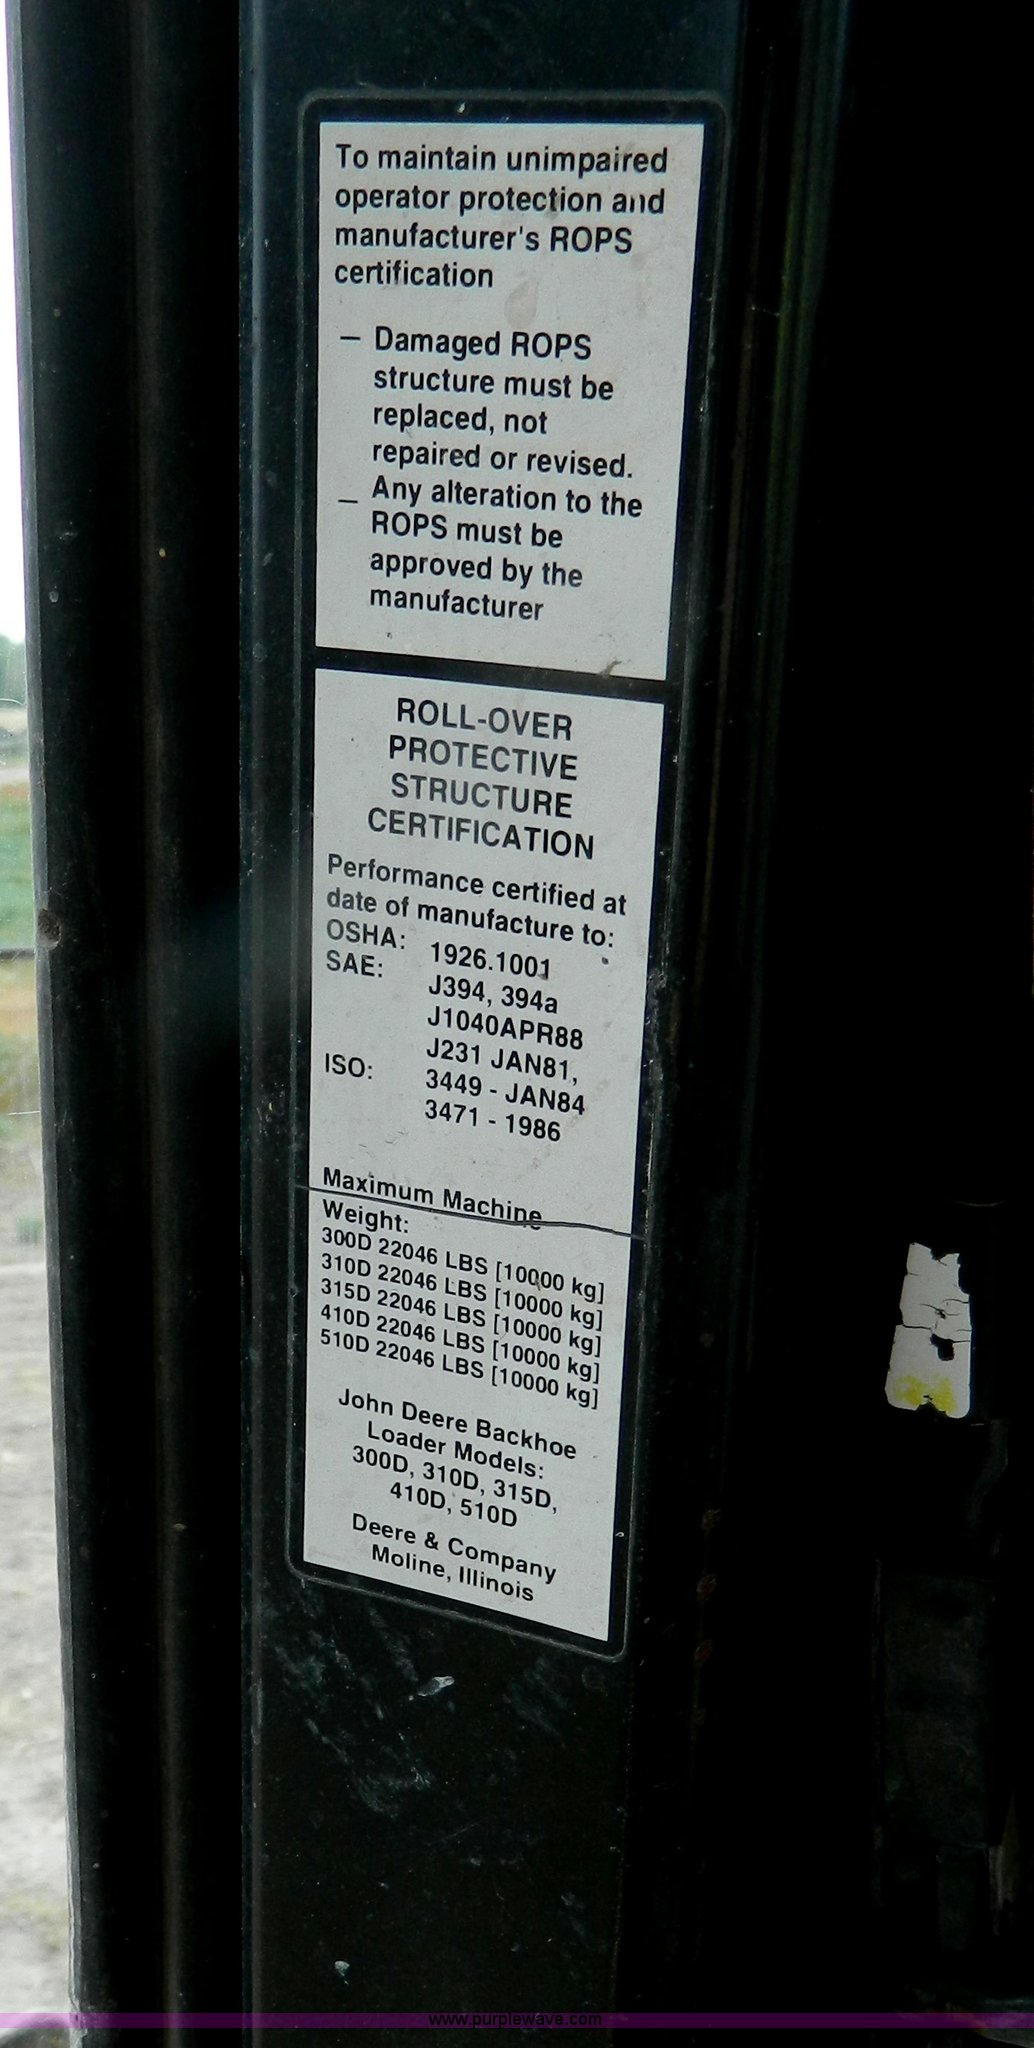 To maintain unimpaired
operator protection and
manufacturer's ROPS
certification
— Damaged ROPS
structure must be
replaced, not
repaired or revised.
_ Any alteration to the
ROPS must be
approved by the
manufacturer
ROLL-OVER
PROTECTIVE
STRUCTURE
CERTIFICATION
Performance certified at
date of manufacture to:
OSHA: 1926.1001
SAE: J394, 394a
J1040APR88
J231 JAN81,
ISO: 3449 - JAN84
3471 - 1986
Maximum Machine
Weight:
300D 22046 LBS [10000 kg]
310D 22046 LBS [10000 kg]
315D 22046 LBS [10000 kg]
410D 22046 LBS [10000 kg]
510D 22046 LBS [10000 kg]
John Deere Backhoe
Loader Models:
300D, 310D, 315D,
410D, 510D
Deere & Company
Moline, Illinois
www.purplewave.com